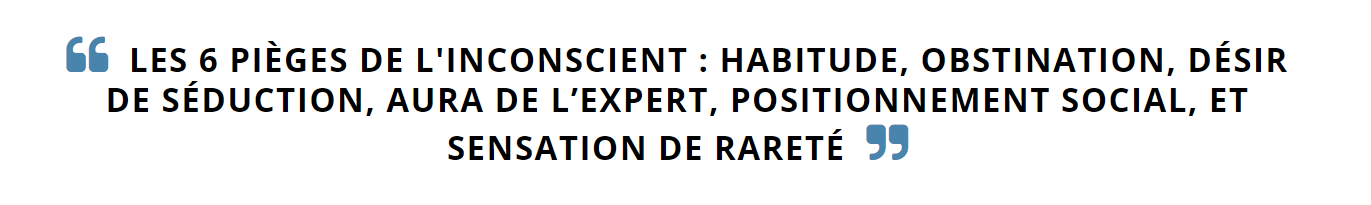 “ LES 6 PIÈGES DE L'INCONSCIENT : HABITUDE, OBSTINATION, DÉSIR
DE SÉDUCTION, AURA DE L’EXPERT, POSITIONNEMENT SOCIAL, ET
SENSATION DE RARETÉ ”